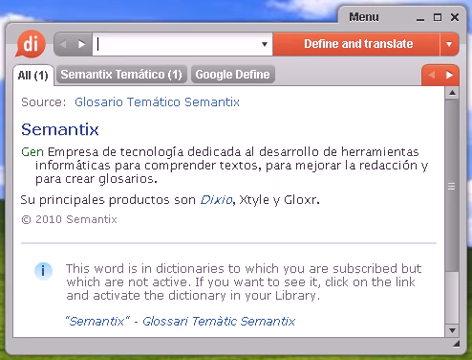 Menu
di
Define and translate
All (1)
Semantix Temático (1)
Google Define
Source: Glosario Temático Semantix
Semantix
Gen Empresa de tecnología dedicada al desarrollo de herramientas
informáticas para comprender textos, para mejorar la redacción y
para crear glosarios.
Su principales producto son Dixio, Xtyle y Gloxr.
© 2010 Semantix
i
This word is in dictionaries to which you are subscribed but
which are not active. If you want to see it, click on the link
and activate the dictionary in your Library.
"Semantix" - Glossari Temàtic Semantix